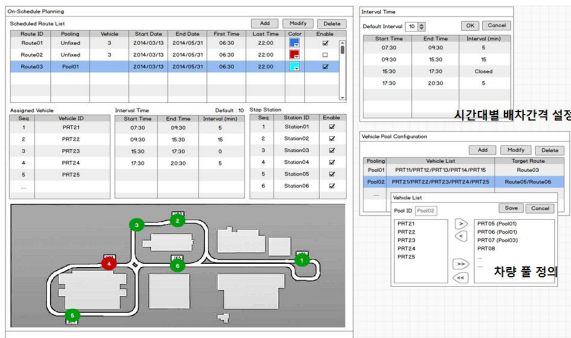 On-Schedule Planning
Scheduled Route List
Add Modify Delete
Route ID Pooling Vehicle Start Date End Date First Time Last Time Color Enable
Route01 Unfixed 3 2014/03/13 2014/05/31 06:30 22:00
Route02 Unfixed 3 2014/03/13 2014/05/31 06:30 22:00
Route03 Pool01 2014/03/13 2014/05/31 06:30 22:00
Assigned Vehicle
Seq Vehicle ID
1 PRT21
2 PRT22
3 PRT23
4 PRT24
5 PRT25
...
Interval Time Default : 10
Start Time End Time Interval (min)
07:30 09:30 5
09:30 15:30 15
15:30 17:30 0
17:30 20:30 5
Stop Station
Seq Station ID Enable
1 Station01
2 Station02
3 Station03
4 Station04
5 Station05
6 Station06
2
3
1
4
6
5
Interval Time
Default Interval 10 OK Cancel
Start Time End Time Interval (min)
07:30 09:30 5
09:30 15:30 15
15:30 17:30 Closed
17:30 20:30 5
시간대별 배차간격 설정
Vehicle Pool Configuration
Add Modify Delete
Pooling Vehicle List Target Route
Pool01 PRT11/PRT12/PRT13/PRT14/PRT15 Route03
Pool02 PRT21/PRT22/PRT23/PRT24/PRT25 Route05/Route06
...
Vehicle List
Pool ID Pool02 Save Cancel
PRT21
PRT22
PRT23
PRT24
PRT25
>
<
>>
<<
PRT05 (Pool01)
PRT06 (Pool01)
PRT07 (Pool03)
PRT08
...
...
차량 풀 정의